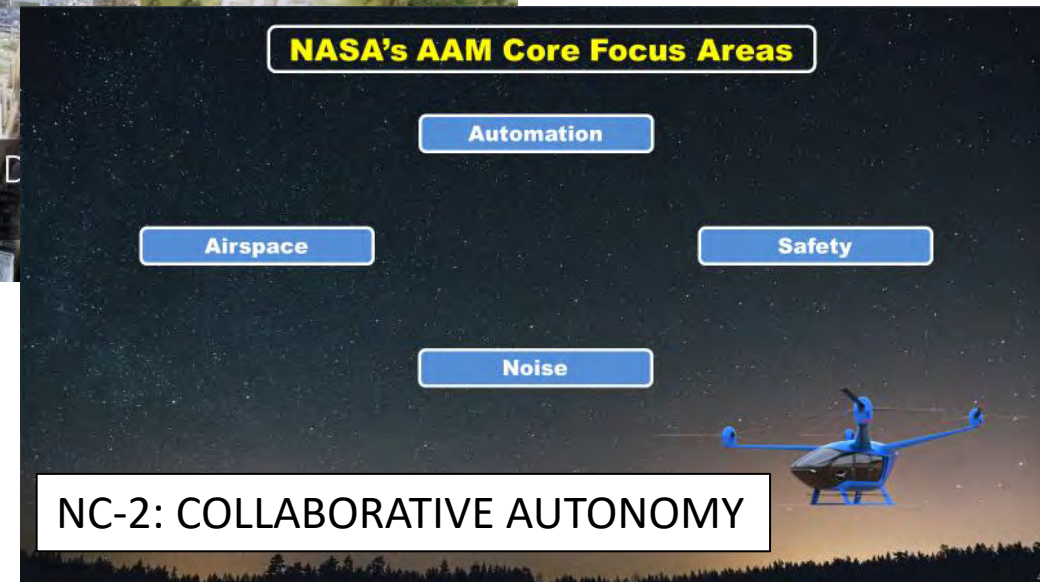 NASA's AAM Core Focus Areas
Automation
Airspace
Safety
Noise
NC-2: COLLABORATIVE AUTONOMY